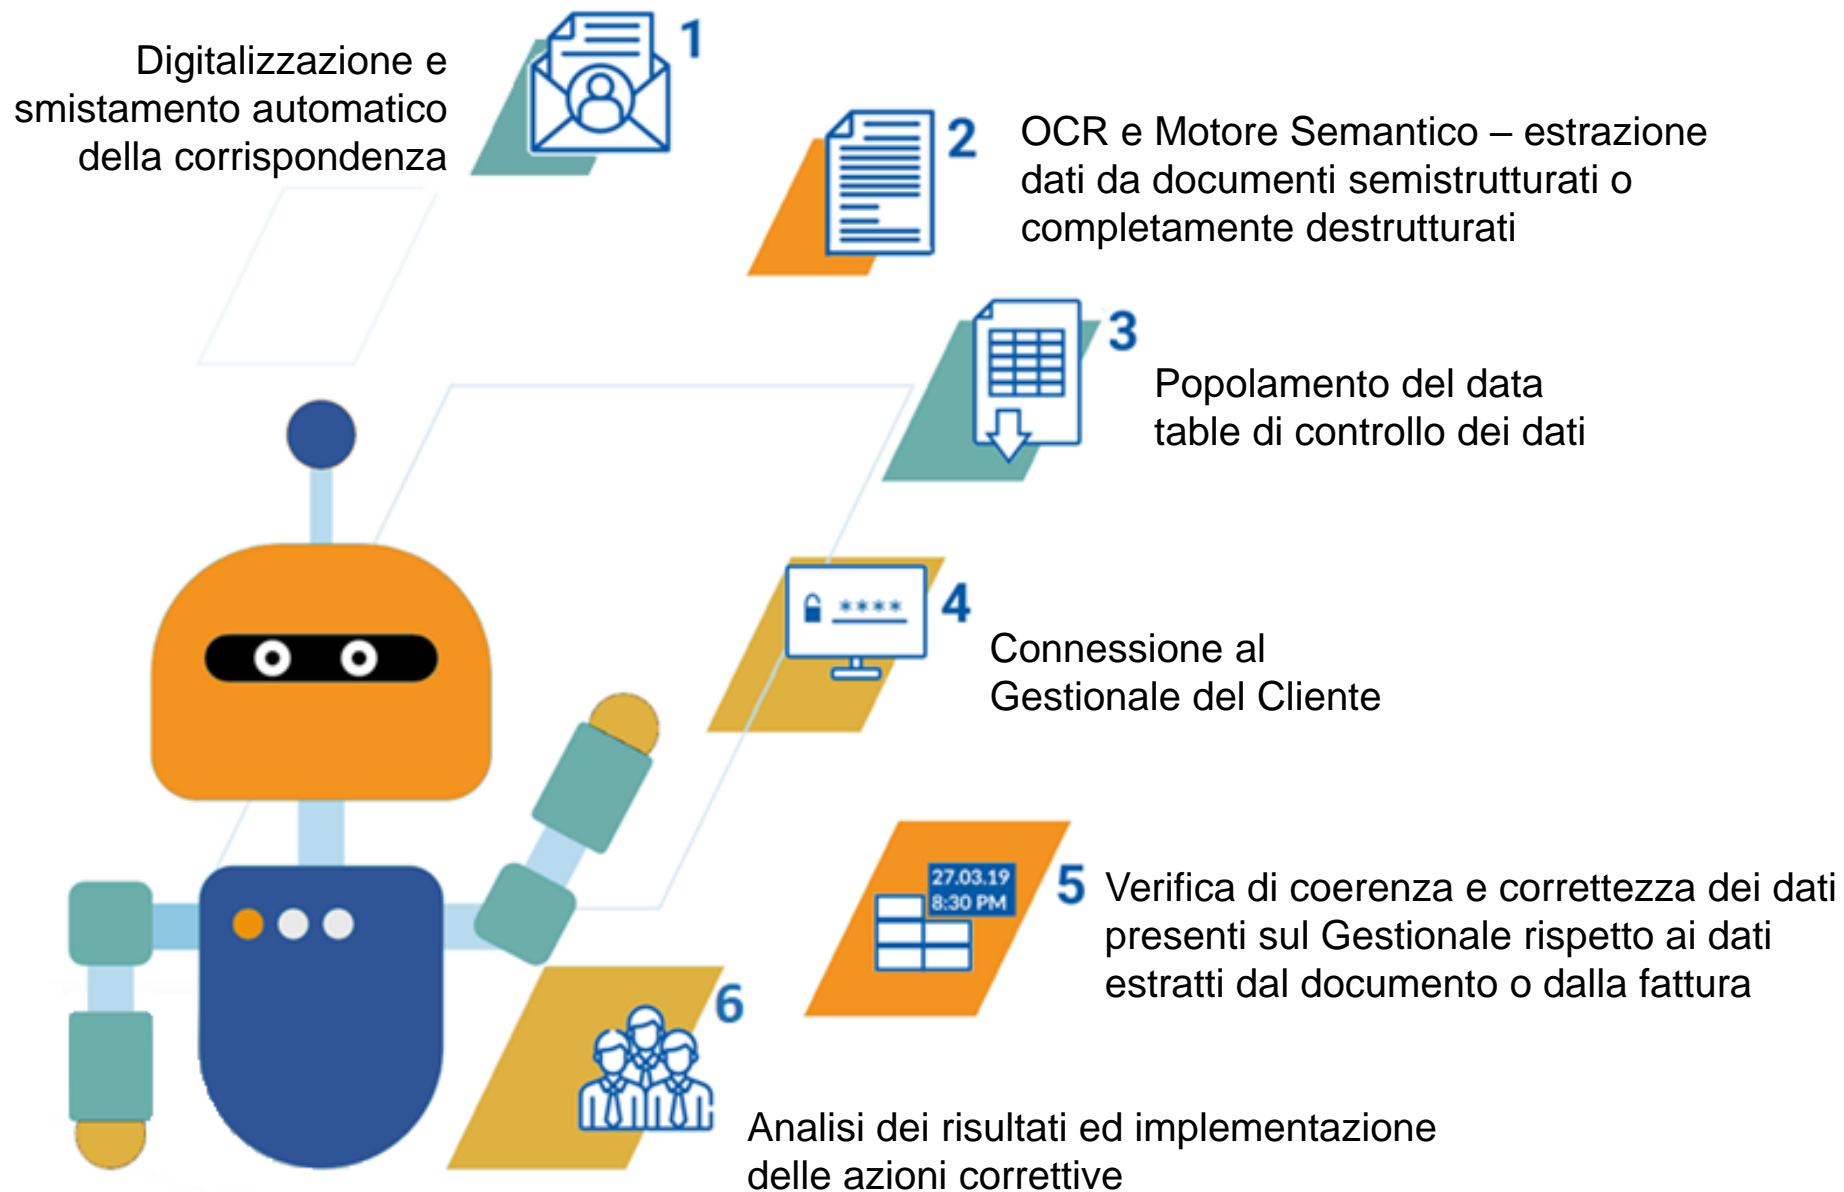 1
Digitalizzazione e
smistamento automatico
della corrispondenza
2
OCR e Motore Semantico – estrazione
dati da documenti semistrutturati o
completamente destrutturati
3
Popolamento del data
table di controllo dei dati
4
****
Connessione al
Gestionale del Cliente
27.03.19
8:30 PM
5
Verifica di coerenza e correttezza dei dati
presenti sul Gestionale rispetto ai dati
estratti dal documento o dalla fattura
6
Analisi dei risultati ed implementazione
delle azioni correttive